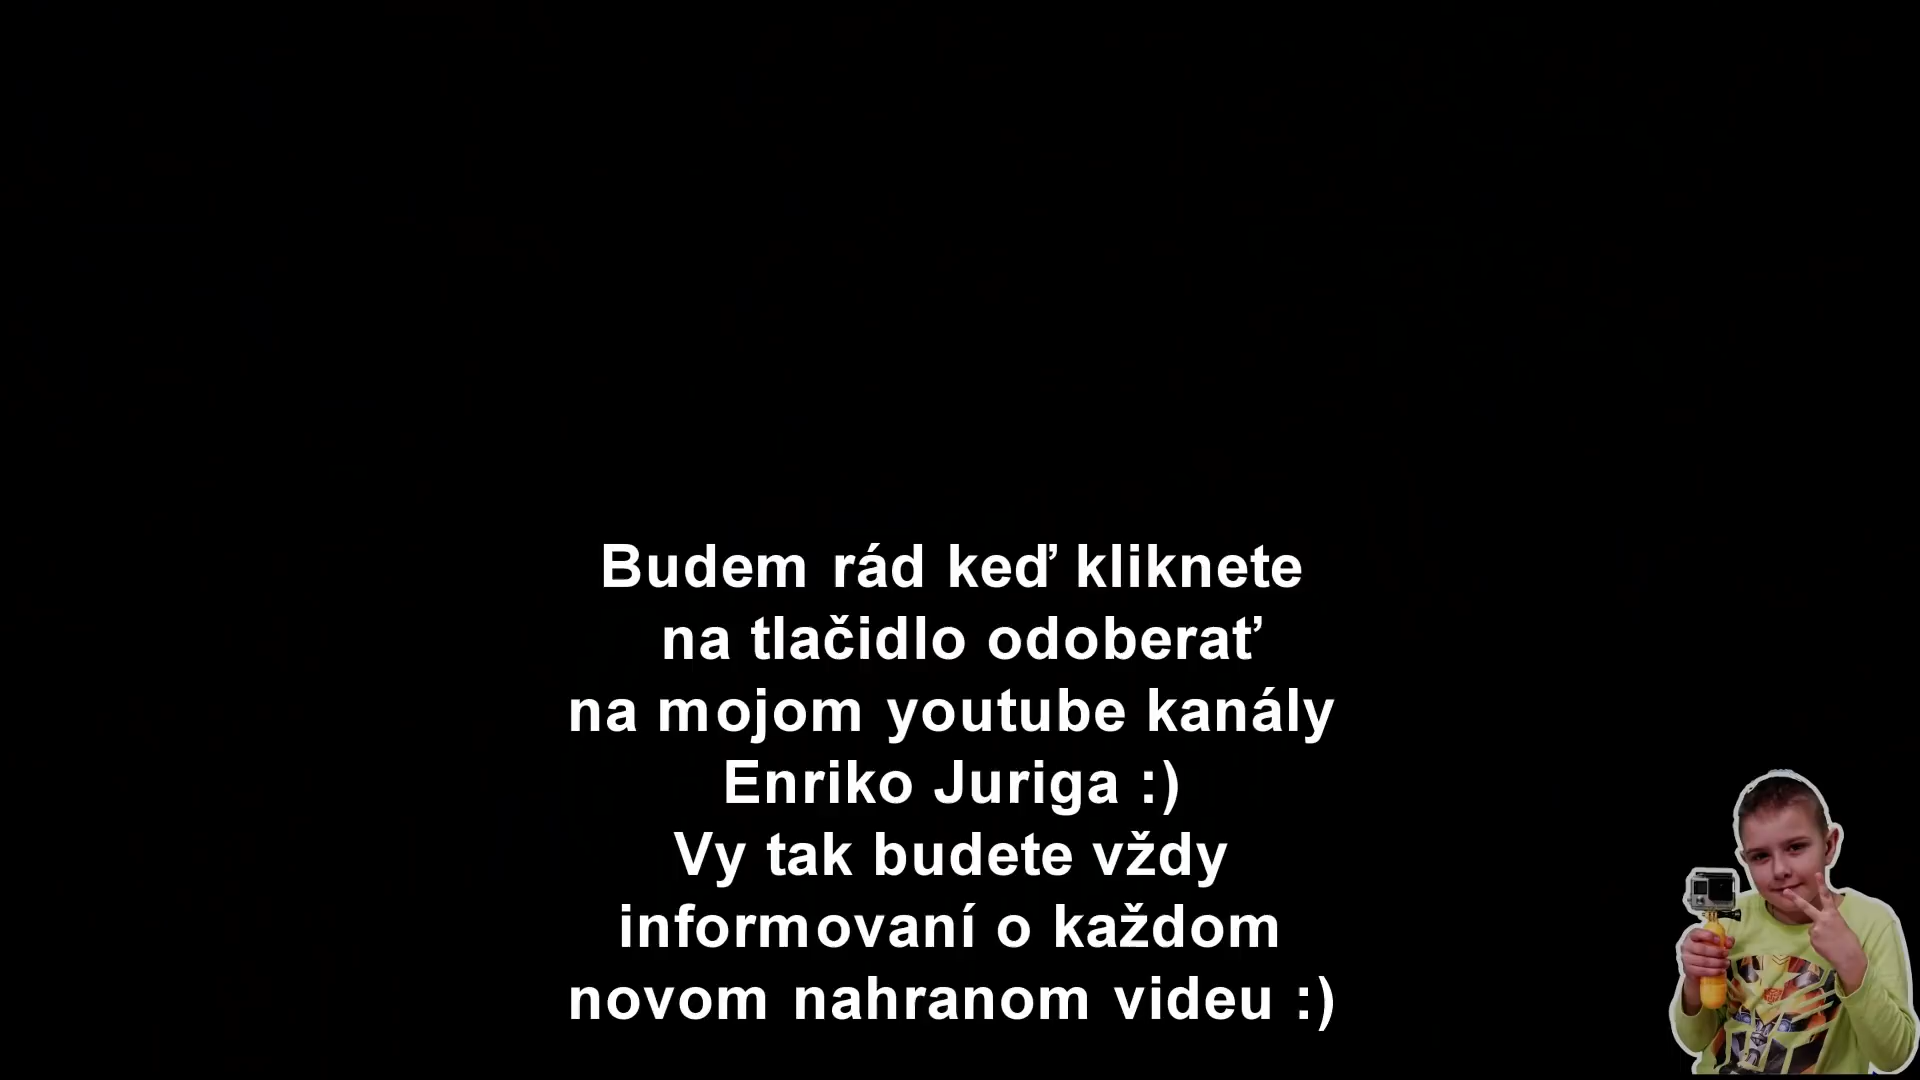 Budem rád keď kliknete
na tlačidlo odoberať
na mojom youtube kanály
Enriko Juriga :)
Vy tak budete vždy
informovaní o každom
novom nahranom videu :)